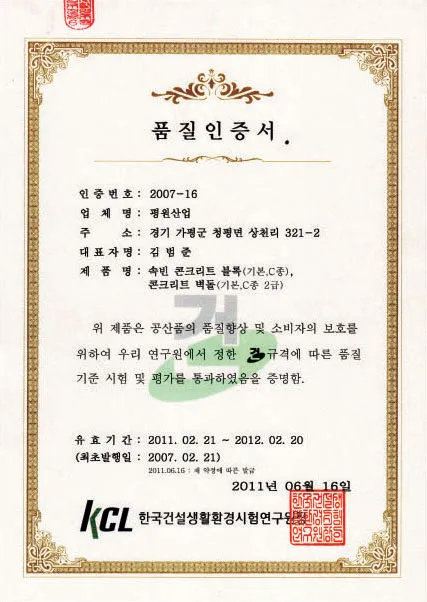 품질인증서
인증번호: 2007-16
업체명: 평원산업
주소: 경기 가평군 청평면 상천리 321-2
대표자명: 김범준
제품명: 속빈 콘크리트 블록(기본,C종),
콘크리트 벽돌(기본,C종 2급)
건
위 제품은 공산품의 품질향상 및 소비자의 보호를
위하여 우리 연구원에서 정한 건규격에 따른 품질
기준 시험 및 평가를 통과하였음을 증명함.
유효기간: 2011. 02. 21 ~ 2012. 02. 20
(최초발행일: 2007. 02. 21)
2011.06.16 : 재 약정에 따른 발급
2011년 06월 16일
KCL 한국건설생활환경시험연구원장